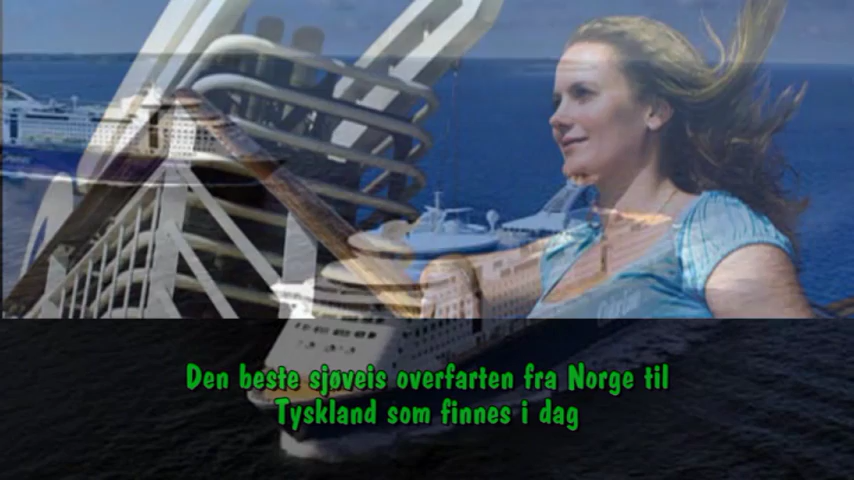 Den beste sjøveis overfarten fra Norge til
Tyskland som finnes i dag